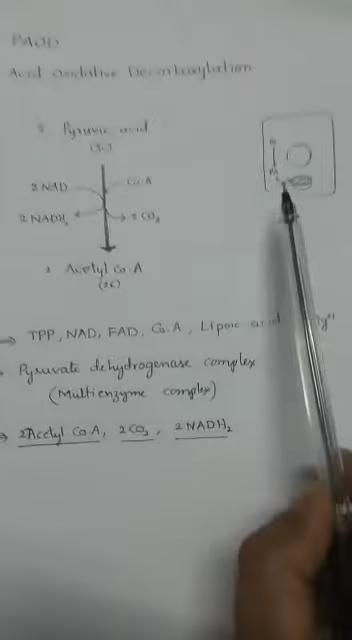 PAOD
Acid Oxidative Decarboxylation
2 Pyruvic acid
(3c)
2 NAD
Co.A
2 NADH2
2 CO2
2 Acetyl Co.A
(2c)
→ TPP, NAD, FAD, Co.A, Lipoic acid
Pyruvate dehydrogenase complex
(Multienzyme complex)
→ 2Acetyl CoA, 2CO2, 2NADH2